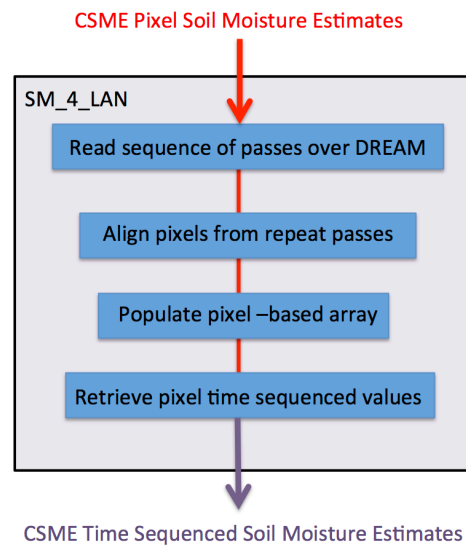 CSME Pixel Soil Moisture Estimates
SM_4_LAN
Read sequence of passes over DREAM
Align pixels from repeat passes
Populate pixel –based array
Retrieve pixel time sequenced values
CSME Time Sequenced Soil Moisture Estimates